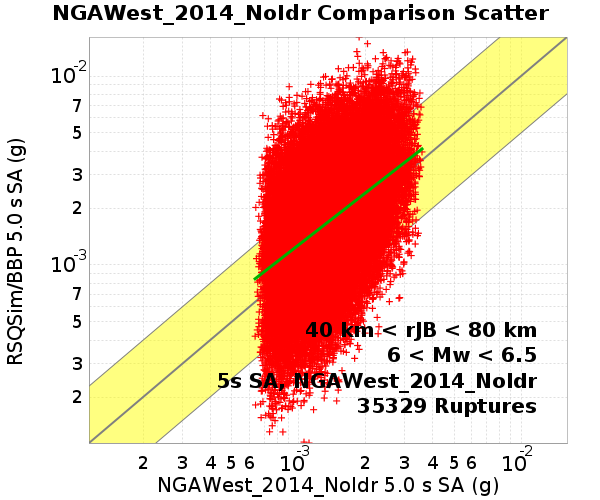 NGAWest_2014_NoIdr Comparison Scatter
RSQSim/BBP 5.0 s SA (g)
10-2
7
5
3
2
10-3
7
5
3
2
40 km < rJB < 80 km
6 < Mw < 6.5
5s SA, NGAWest_2014_NoIdr
35329 Ruptures
2 3 4 5 6 10-3 2 3 4 5 6 10-2
NGAWest_2014_NoIdr 5.0 s SA (g)